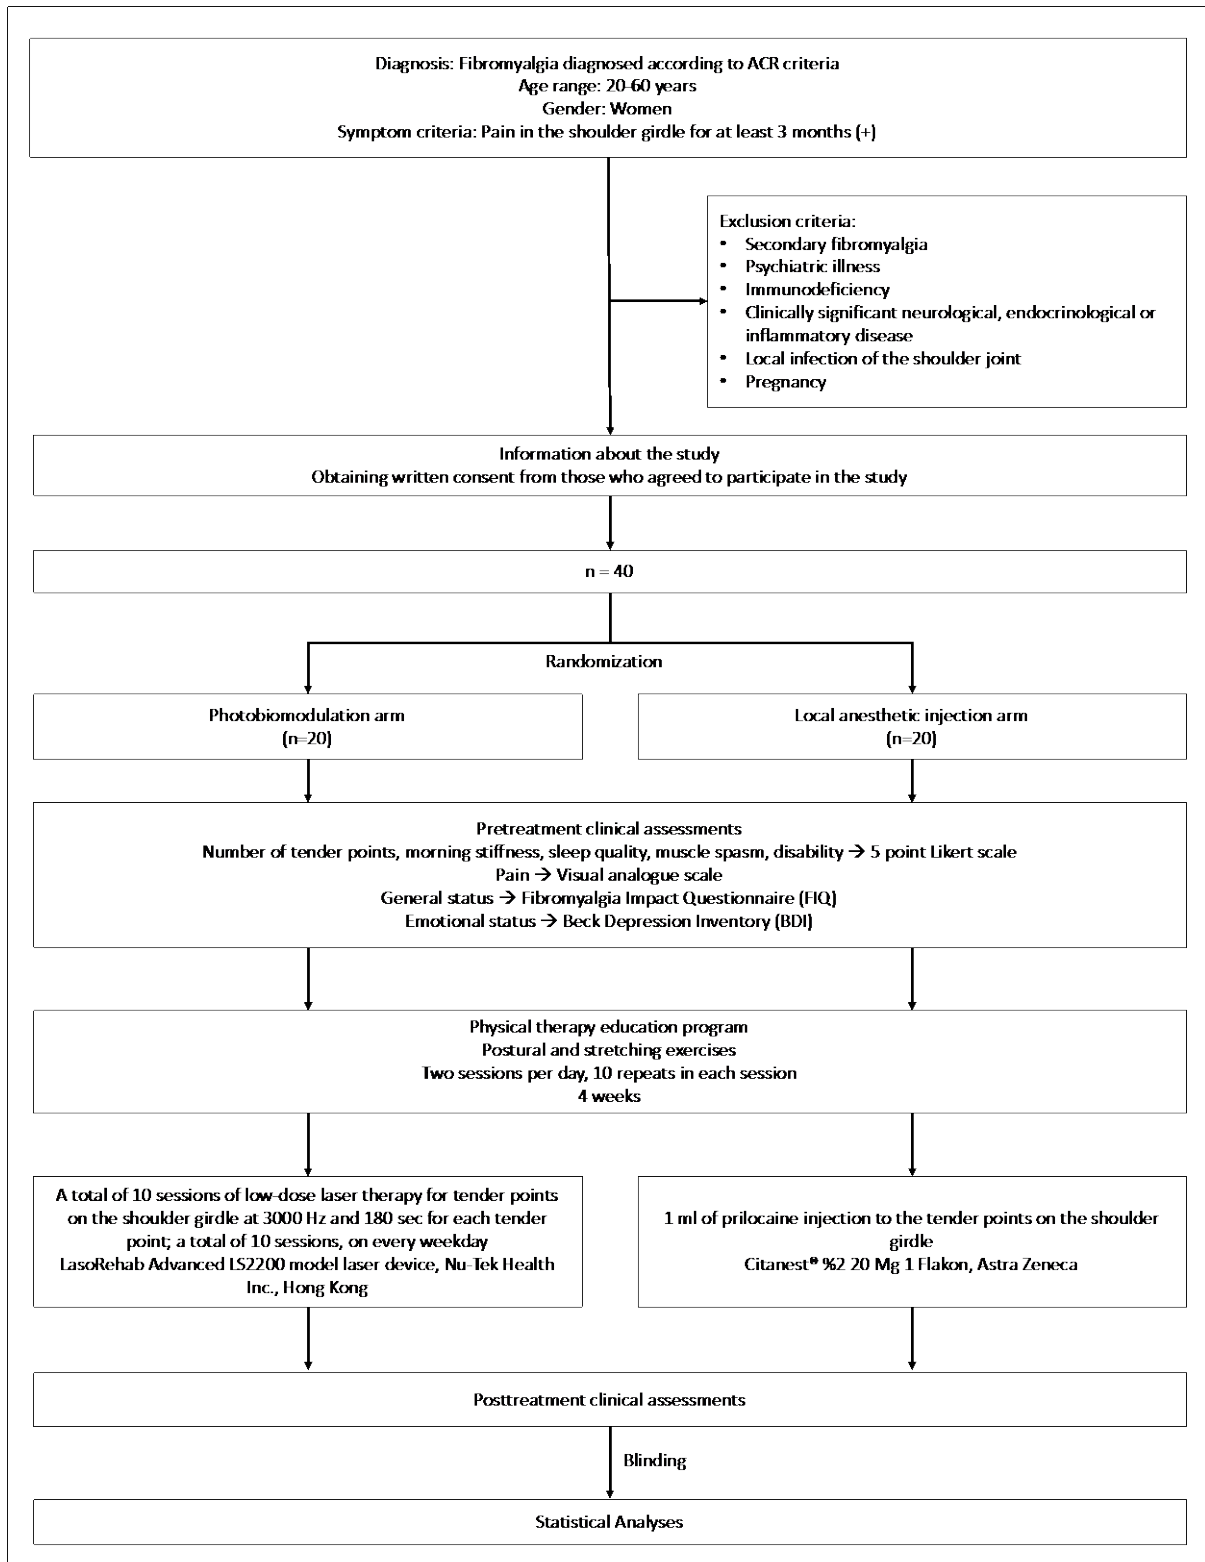 Diagnosis: Fibromyalgia diagnosed according to ACR criteria
Age range: 20-60 years
Gender: Women
Symptom criteria: Pain in the shoulder girdle for at least 3 months (+)
Exclusion criteria:
• Secondary fibromyalgia
• Psychiatric illness
• Immunodeficiency
• Clinically significant neurological, endocrinological or
inflammatory disease
• Local infection of the shoulder joint
• Pregnancy
Information about the study
Obtaining written consent from those who agreed to participate in the study
n = 40
Randomization
Photobiomodulation arm
(n=20)
Local anesthetic injection arm
(n=20)
Pretreatment clinical assessments
Number of tender points, morning stiffness, sleep quality, muscle spasm, disability → 5 point Likert scale
Pain → Visual analogue scale
General status → Fibromyalgia Impact Questionnaire (FIQ)
Emotional status → Beck Depression Inventory (BDI)
Physical therapy education program
Postural and stretching exercises
Two sessions per day, 10 repeats in each session
4 weeks
A total of 10 sessions of low-dose laser therapy for tender points
on the shoulder girdle at 3000 Hz and 180 sec for each tender
point; a total of 10 sessions, on every weekday
LasoRehab Advanced LS2200 model laser device, Nu-Tek Health
Inc., Hong Kong
1 ml of prilocaine injection to the tender points on the shoulder
girdle
Citanest® %2 20 Mg 1 Flakon, Astra Zeneca
Posttreatment clinical assessments
Blinding
Statistical Analyses